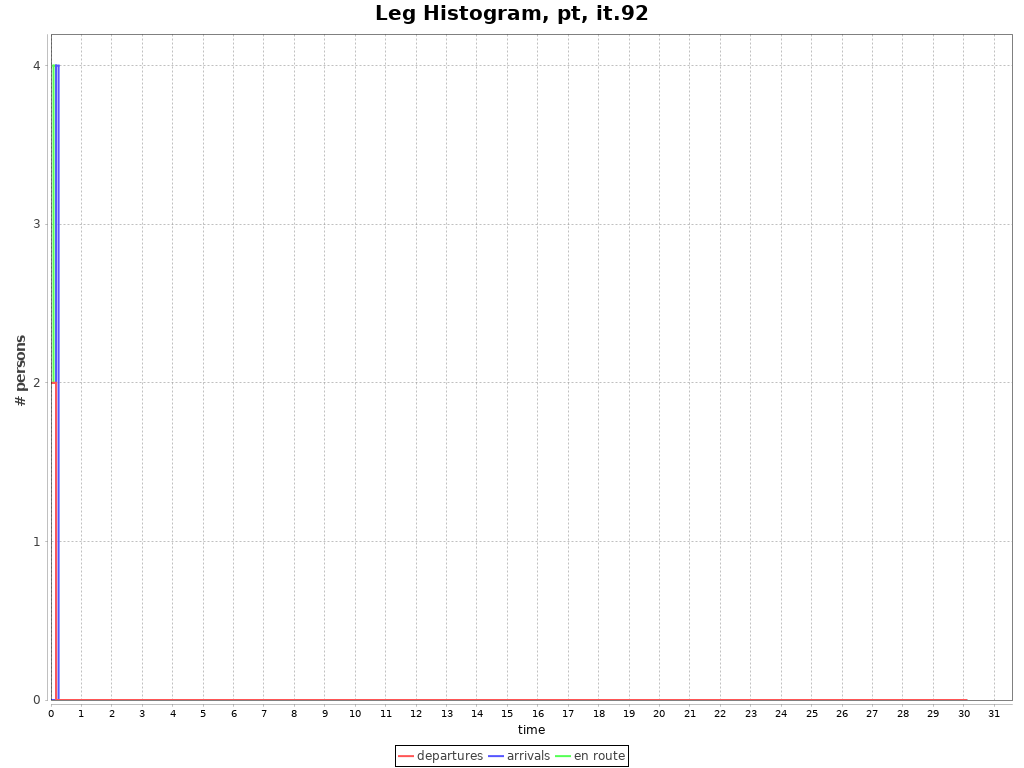 Leg Histogram, pt, it.92
# persons
4
3
2
1
0
0 1 2 3 4 5 6 7 8 9 10 11 12 13 14 15 16 17 18 19 20 21 22 23 24 25 26 27 28 29 30 31
time
departures arrivals en route